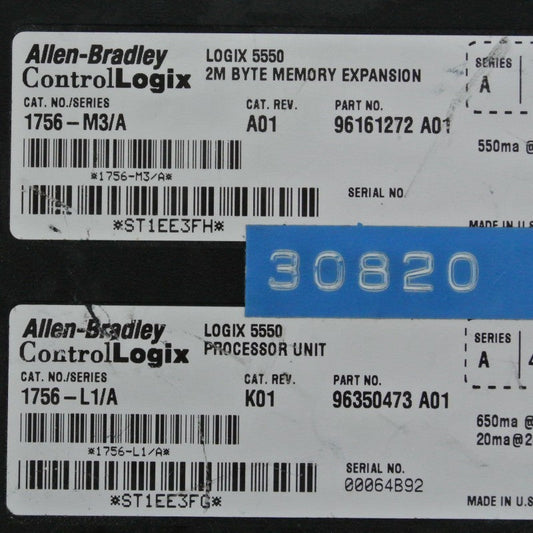 Allen-Bradley
ControlLogix
LOGIX 5550
2M BYTE MEMORY EXPANSION
SERIES
A
CAT. NO./SERIES
1756-M3/A
CAT. REV.
A01
PART NO.
96161272 A01
550ma @
*1756-M3/A*
SERIAL NO.
*ST1EE3FH*
MADE IN U.S
30820
Allen-Bradley
ControlLogix
LOGIX 5550
PROCESSOR UNIT
SERIES
A
CAT. NO./SERIES
1756-L1/A
CAT. REV.
K01
PART NO.
96350473 A01
650ma @
20ma@2
*1756-L1/A*
SERIAL NO.
00064B92
*ST1EE3FG*
MADE IN U.S